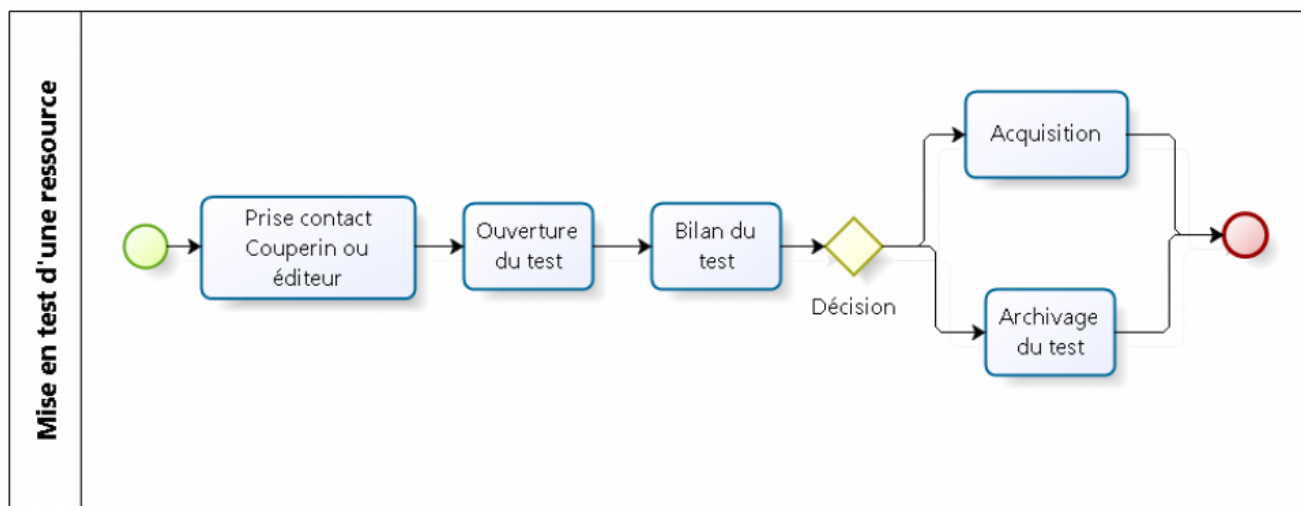 Mise en test d'une ressource
Prise contact
Couperin ou
éditeur
Ouverture
du test
Bilan du
test
Décision
Acquisition
Archivage
du test